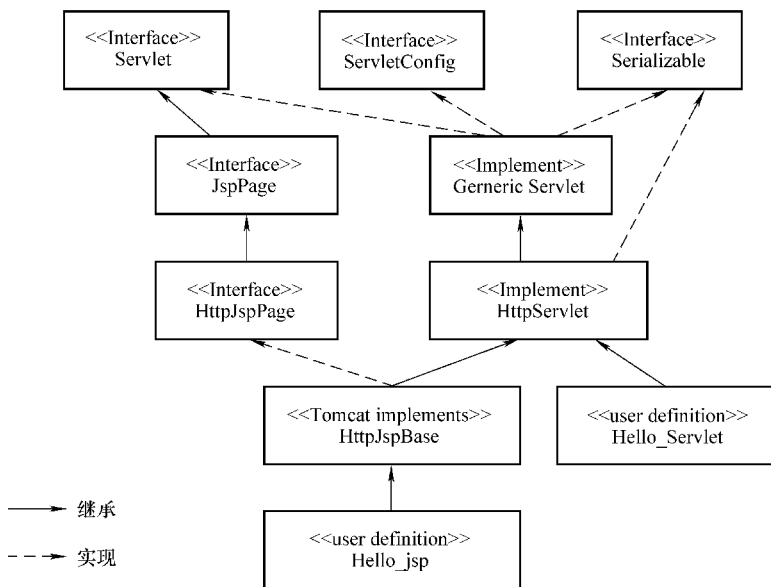 <<Interface>>
Servlet
<<Interface>>
ServletConfig
<<Interface>>
Serializable
<<Interface>>
JspPage
<<Implement>>
Gerneric Servlet
<<Interface>>
HttpJspPage
<<Implement>>
HttpServlet
<<Tomcat implements>>
HttpJspBase
<<user definition>>
Hello_Servlet
继承
<<user definition>>
Hello_jsp
实现